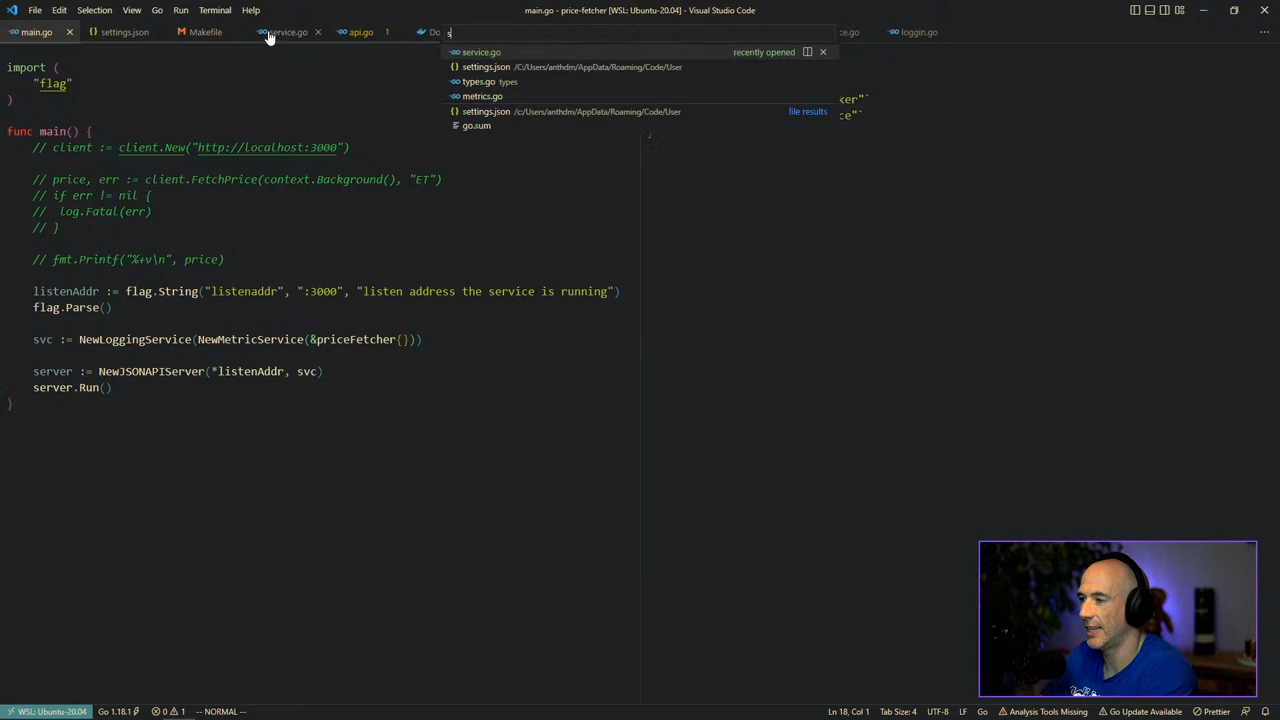 File Edit Selection View Go Run Terminal Help
main.go - price-fetcher [WSL: Ubuntu-20.04] - Visual Studio Code
main.go settings.json Makefile service.go api.go 1 Do
s
ce.go loggin.go
service.go recently opened
settings.json /C:/Users/anthdm/AppData/Roaming/Code/User
types.go types
metrics.go
settings.json /c:/Users/anthdm/AppData/Roaming/Code/User file results
go.sum
import (
"flag"
)
func main() {
// client := client.New("http://localhost:3000")
// price, err := client.FetchPrice(context.Background(), "ET")
// if err != nil {
// log.Fatal(err)
// }
// fmt.Printf("%+v\n", price)
listenAddr := flag.String("listenaddr", ":3000", "listen address the service is running")
flag.Parse()
svc := NewLoggingService(NewMetricService(&priceFetcher{}))
server := NewJSONAPIServer(*listenAddr, svc)
server.Run()
}
ker"`
ce"`
}
WSL: Ubuntu-20.04 Go 1.18.1 0 1 -- NORMAL -- Ln 18, Col 1 Tab Size: 4 UTF-8 LF Go Analysis Tools Missing Go Update Available Prettier